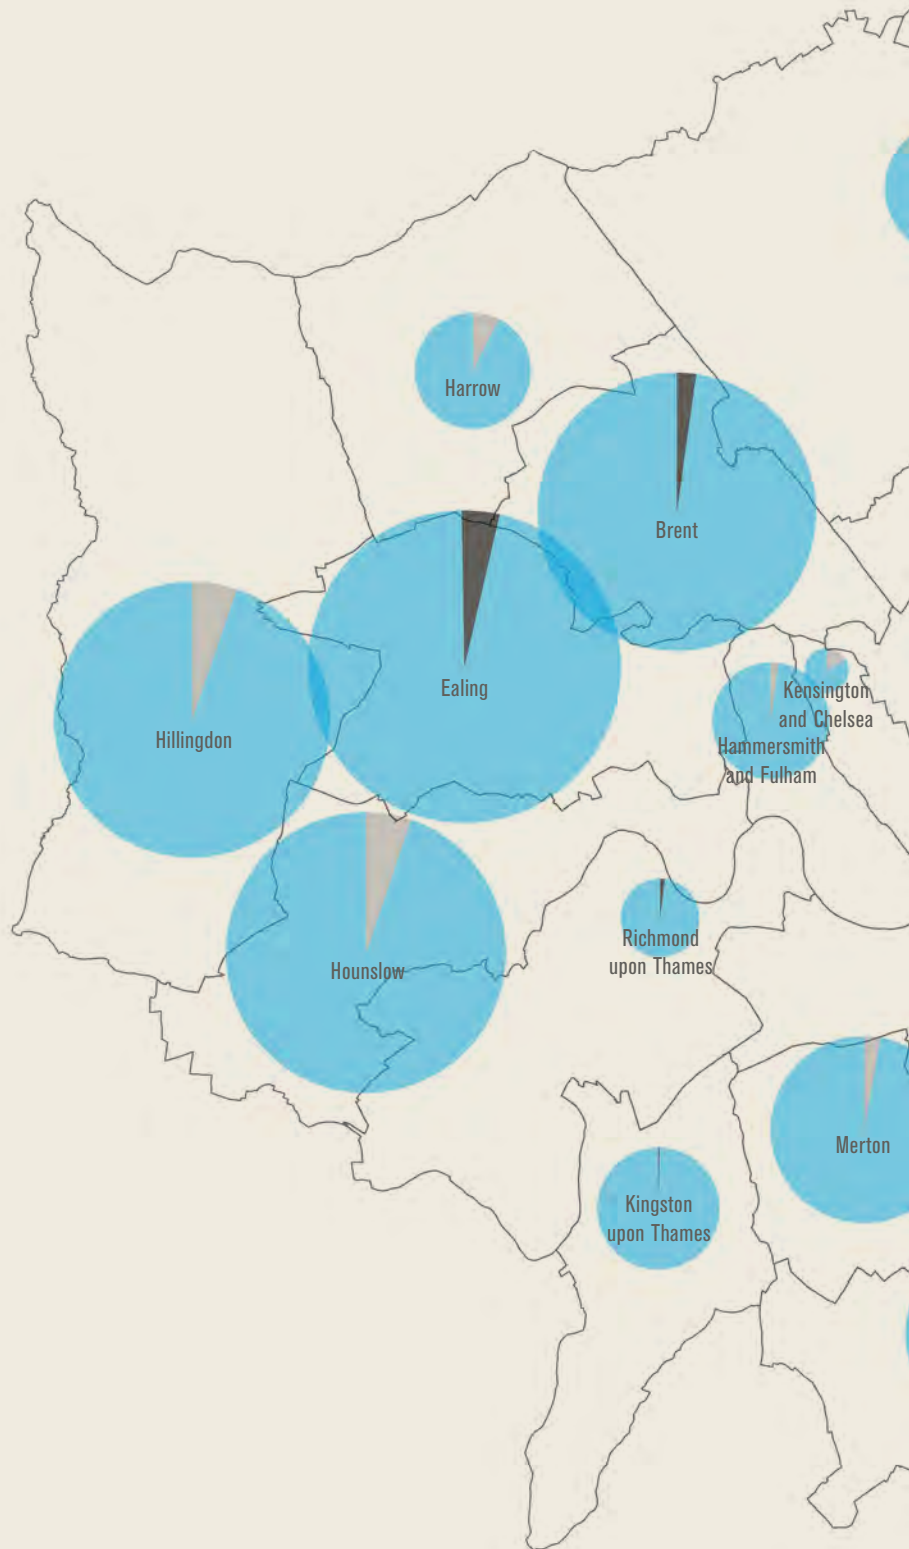 Harrow
Brent
Ealing
Kensington
and Chelsea
Hillingdon
Hammersmith
and Fulham
Richmond
upon Thames
Hounslow
Merton
Kingston
upon Thames